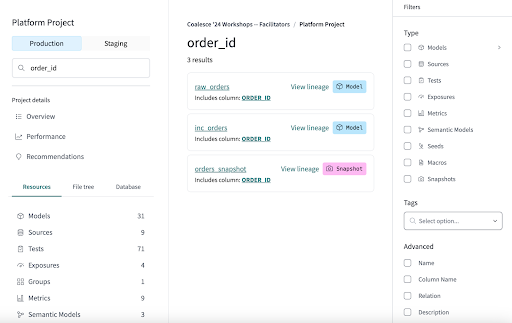 Platform Project
Production
Staging
order_id
Project details
Overview
Performance
Recommendations
Resources
File tree
Database
Models 31
Sources 9
Tests 71
Exposures 4
Groups 1
Metrics 9
Semantic Models 3
Coalesce '24 Workshops -- Facilitators / Platform Project
order_id
3 results
raw_orders View lineage Model
Includes column: ORDER_ID
inc_orders View lineage Model
Includes column: ORDER_ID
orders_snapshot View lineage Snapshot
Includes column: ORDER_ID
Filters
Type
Models
Sources
Tests
Exposures
Metrics
Semantic Models
Seeds
Macros
Snapshots
Tags
Select option...
Advanced
Name
Column Name
Relation
Description